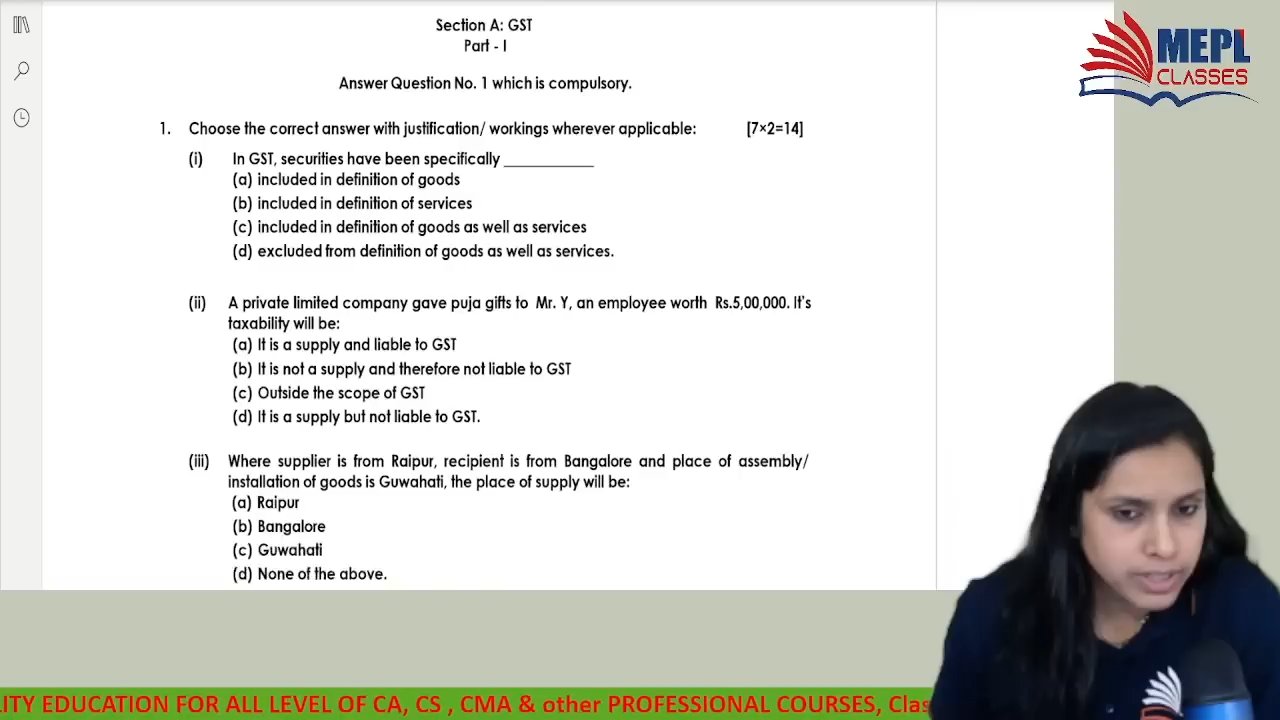 Section A: GST
Part - I
Answer Question No. 1 which is compulsory.
1. Choose the correct answer with justification/ workings wherever applicable: [7×2=14]
(i) In GST, securities have been specifically ____________
(a) included in definition of goods
(b) included in definition of services
(c) included in definition of goods as well as services
(d) excluded from definition of goods as well as services.
(ii) A private limited company gave puja gifts to Mr. Y, an employee worth Rs.5,00,000. It's
taxability will be:
(a) It is a supply and liable to GST
(b) It is not a supply and therefore not liable to GST
(c) Outside the scope of GST
(d) It is a supply but not liable to GST.
(iii) Where supplier is from Raipur, recipient is from Bangalore and place of assembly/
installation of goods is Guwahati, the place of supply will be:
(a) Raipur
(b) Bangalore
(c) Guwahati
(d) None of the above.
MEPL
CLASSES
LITY EDUCATION FOR ALL LEVEL OF CA, CS , CMA & other PROFESSIONAL COURSES, Clas